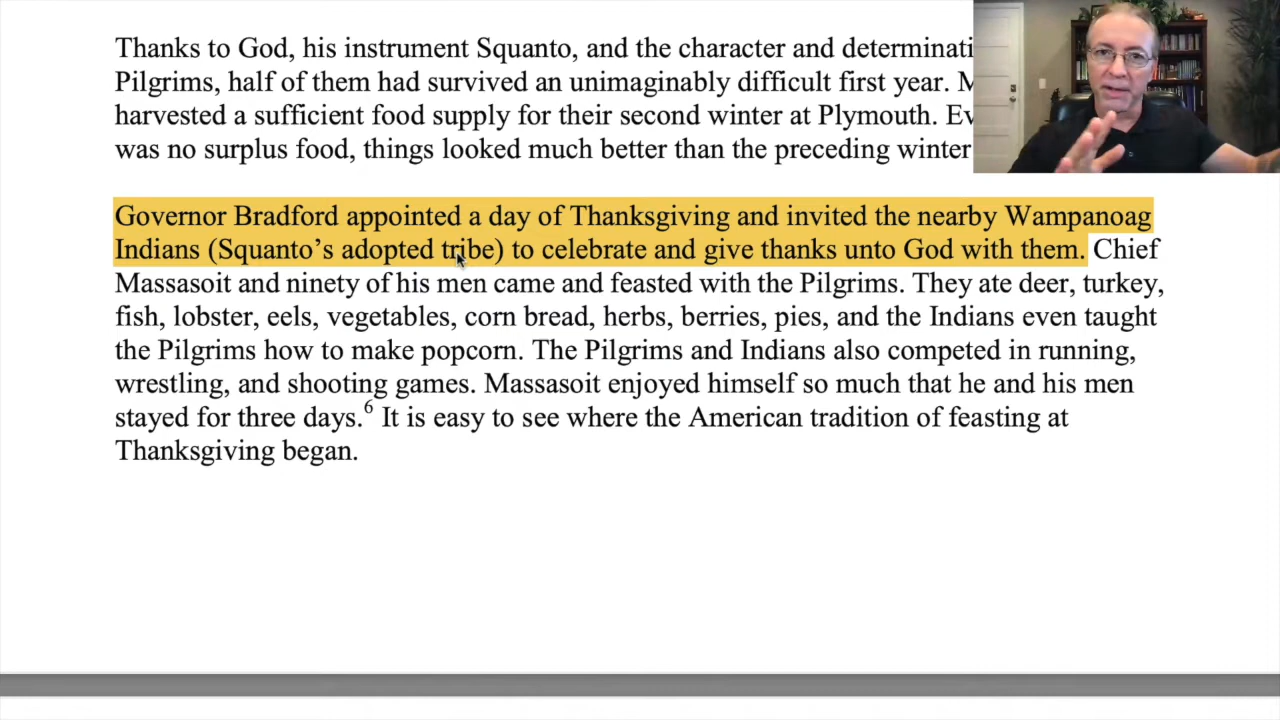 Thanks to God, his instrument Squanto, and the character and
Pilgrims, half of them had survived an unimaginably difficult first year.
harvested a sufficient food supply for their second winter at Plymouth.
was no surplus food, things looked much better than the preceding winter
Governor Bradford appointed a day of Thanksgiving and invited the nearby Wampanoag
Indians (Squanto’s adopted tribe) to celebrate and give thanks unto God with them. Chief
Massasoit and ninety of his men came and feasted with the Pilgrims. They ate deer, turkey,
fish, lobster, eels, vegetables, corn bread, herbs, berries, pies, and the Indians even taught
the Pilgrims how to make popcorn. The Pilgrims and Indians also competed in running,
wrestling, and shooting games. Massasoit enjoyed himself so much that he and his men
stayed for three days.6 It is easy to see where the American tradition of feasting at
Thanksgiving began.